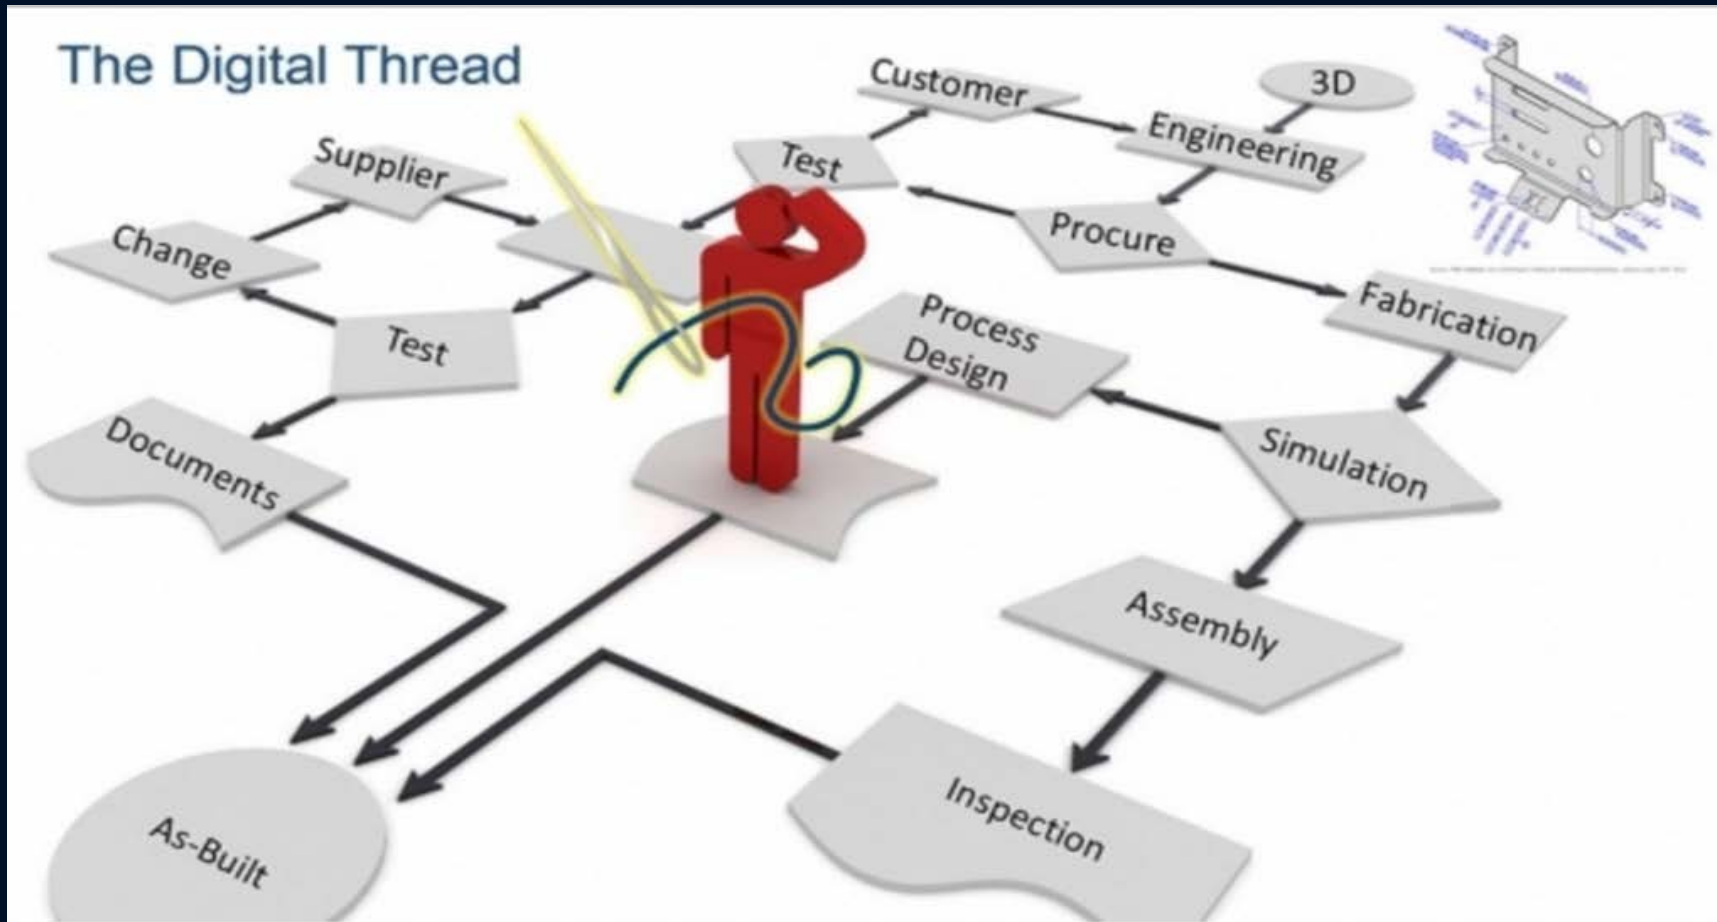 The Digital Thread
Customer
3D
Engineering
Test
Supplier
Procure
Change
Fabrication
Process
Design
Test
Documents
Simulation
Assembly
Inspection
As-Built